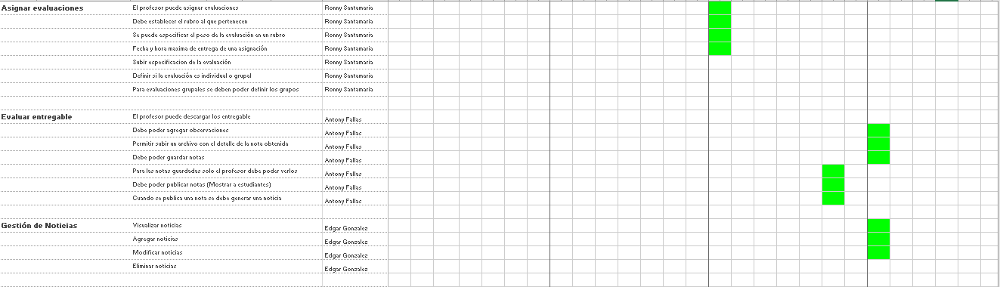 Asignar evaluaciones El profesor puede asignar evaluaciones Ronny Santamaria
Debe establecer el rubro al que pertenecen Ronny Santamaria
Se puede especificar el peso de la evaluación en un rubro Ronny Santamaria
Fecha y hora maxima de entrega de una asignación Ronny Santamaria
Subir especificacion de la evaluación Ronny Santamaria
Definir si la evaluación es individual o grupal Ronny Santamaria
Para evaluaciones grupales se deben poder definir los grupos Ronny Santamaria
Evaluar entregable El profesor puede descargar los entregable Antony Fallas
Debe poder agregar observaciones Antony Fallas
Permitir subir un archivo con el detalle de la nota obtenida Antony Fallas
Debe poder guardar notas Antony Fallas
Para las notas guardadas solo el profesor debe poder verlos Antony Fallas
Debe poder publicar notas (Mostrar a estudiantes) Antony Fallas
Cuando se publica una nota se debe generar una noticia Antony Fallas
Gestión de Noticias Visualizar noticias Edgar Gonzalez
Agregar noticias Edgar Gonzalez
Modificar noticias Edgar Gonzalez
Eliminar noticias Edgar Gonzalez